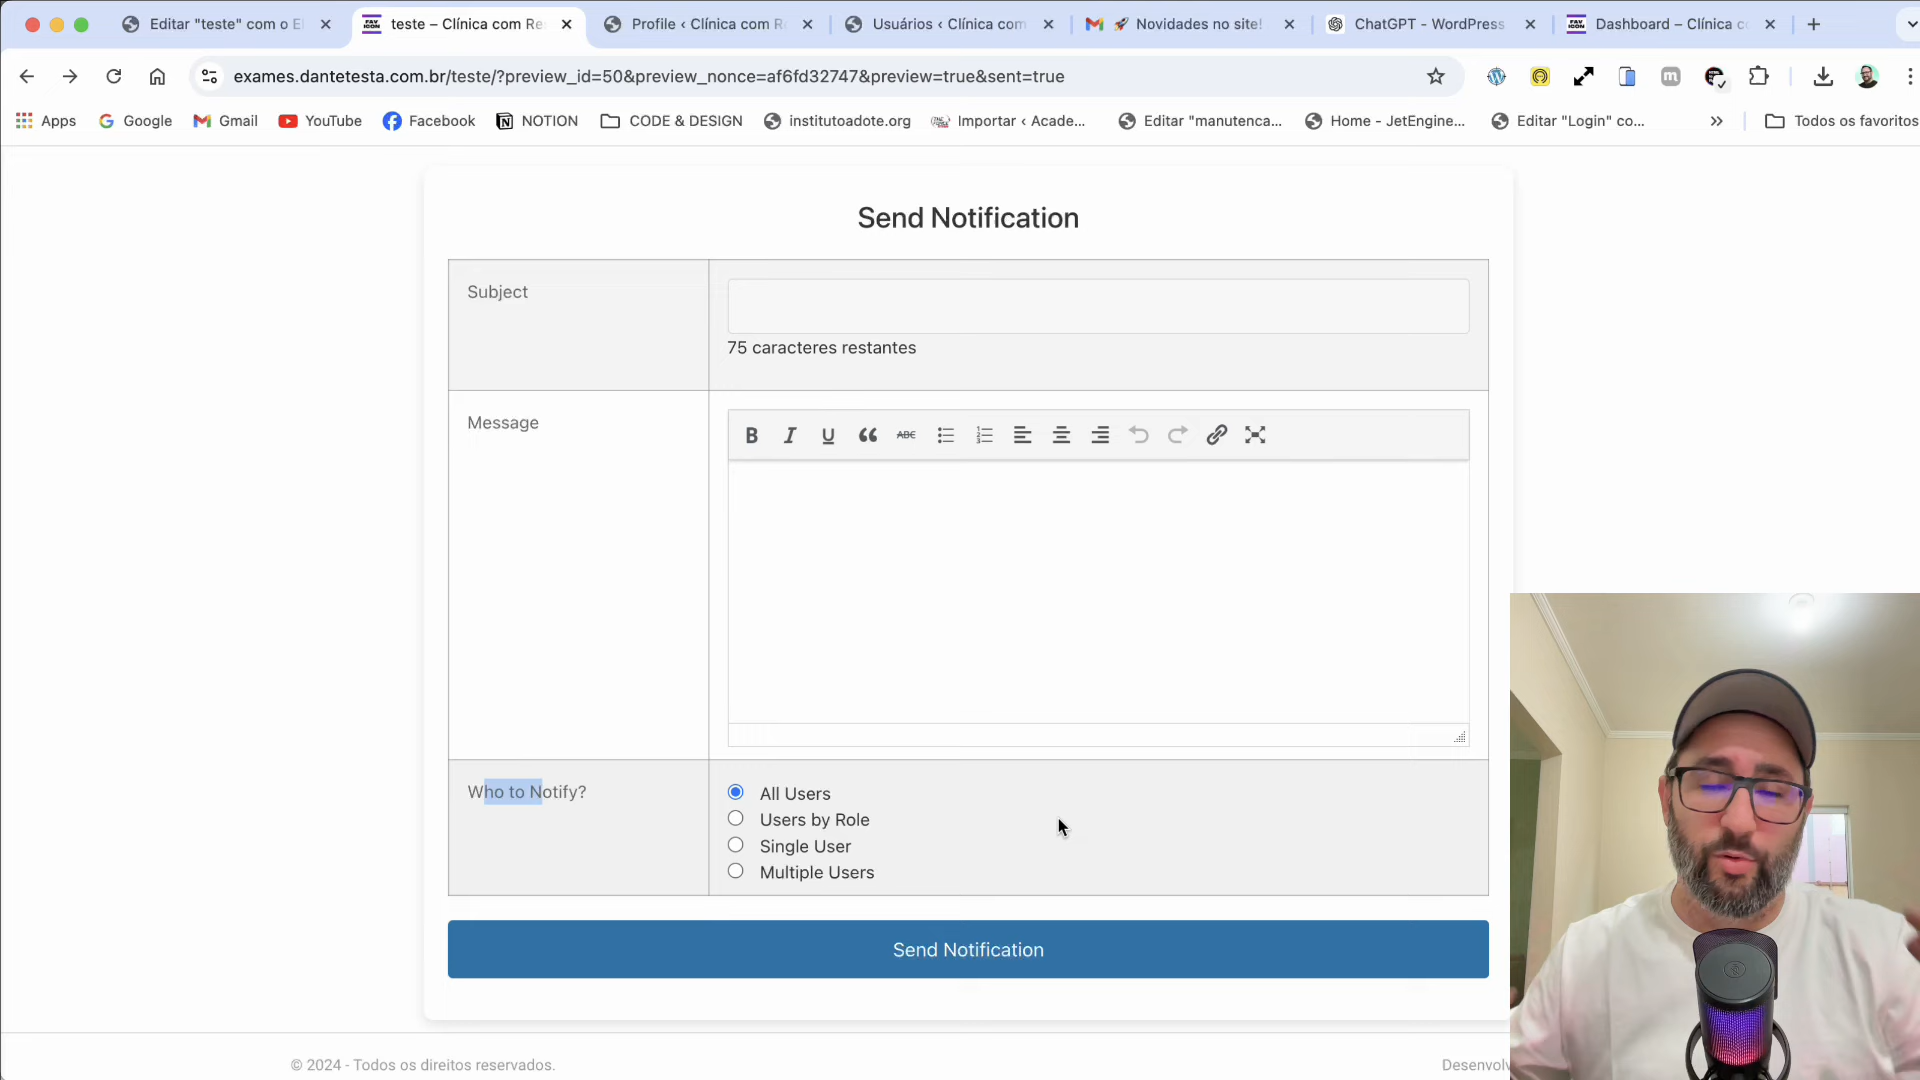 Editar "teste" com o E
teste – Clínica com Re
Profile ‹ Clínica com R
Usuários ‹ Clínica com
🚀 Novidades no site!
ChatGPT - WordPress
Dashboard – Clínica c
exames.dantetesta.com.br/teste/?preview_id=50&preview_nonce=af6fd32747&preview=true&sent=true
Apps
Google
Gmail
YouTube
Facebook
NOTION
CODE & DESIGN
institutoadote.org
Importar ‹ Acade...
Editar "manutenca...
Home - JetEngine...
Editar "Login" co...
Todos os favoritos
Send Notification
Subject
75 caracteres restantes
Message
B I U ABC
Who to Notify?
All Users
Users by Role
Single User
Multiple Users
Send Notification
© 2024 - Todos os direitos reservados.
Desenvolv